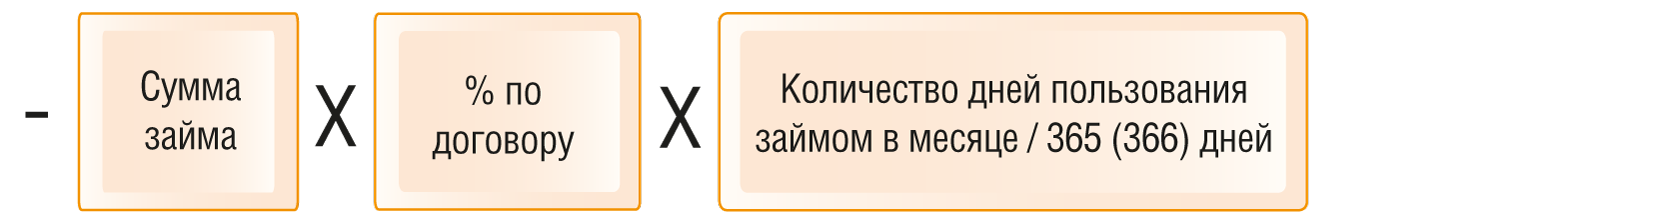 - Сумма займа X % по договору X Количество дней пользования займом в месяце / 365 (366) дней